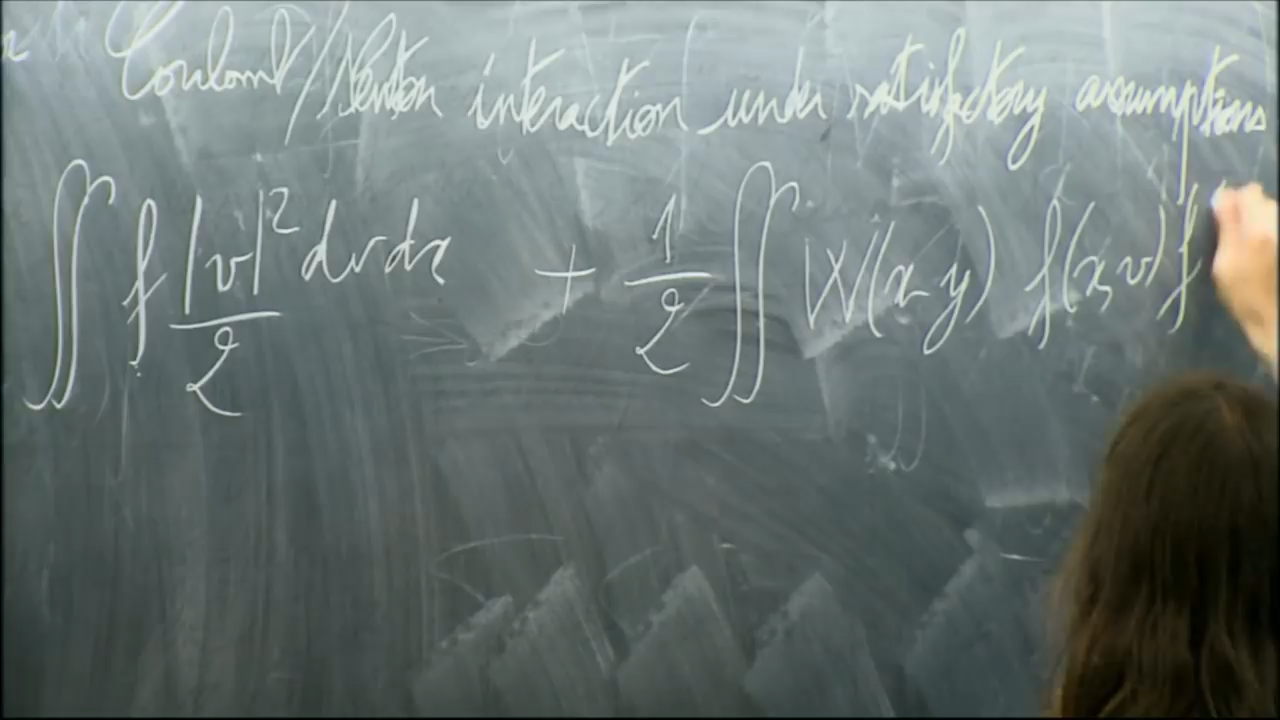 Coulomb/Newton interaction under satisfactory assumptions
∬ f |v|²/2 dv dx + 1/2 ∬ W(x-y) f(x,v) f